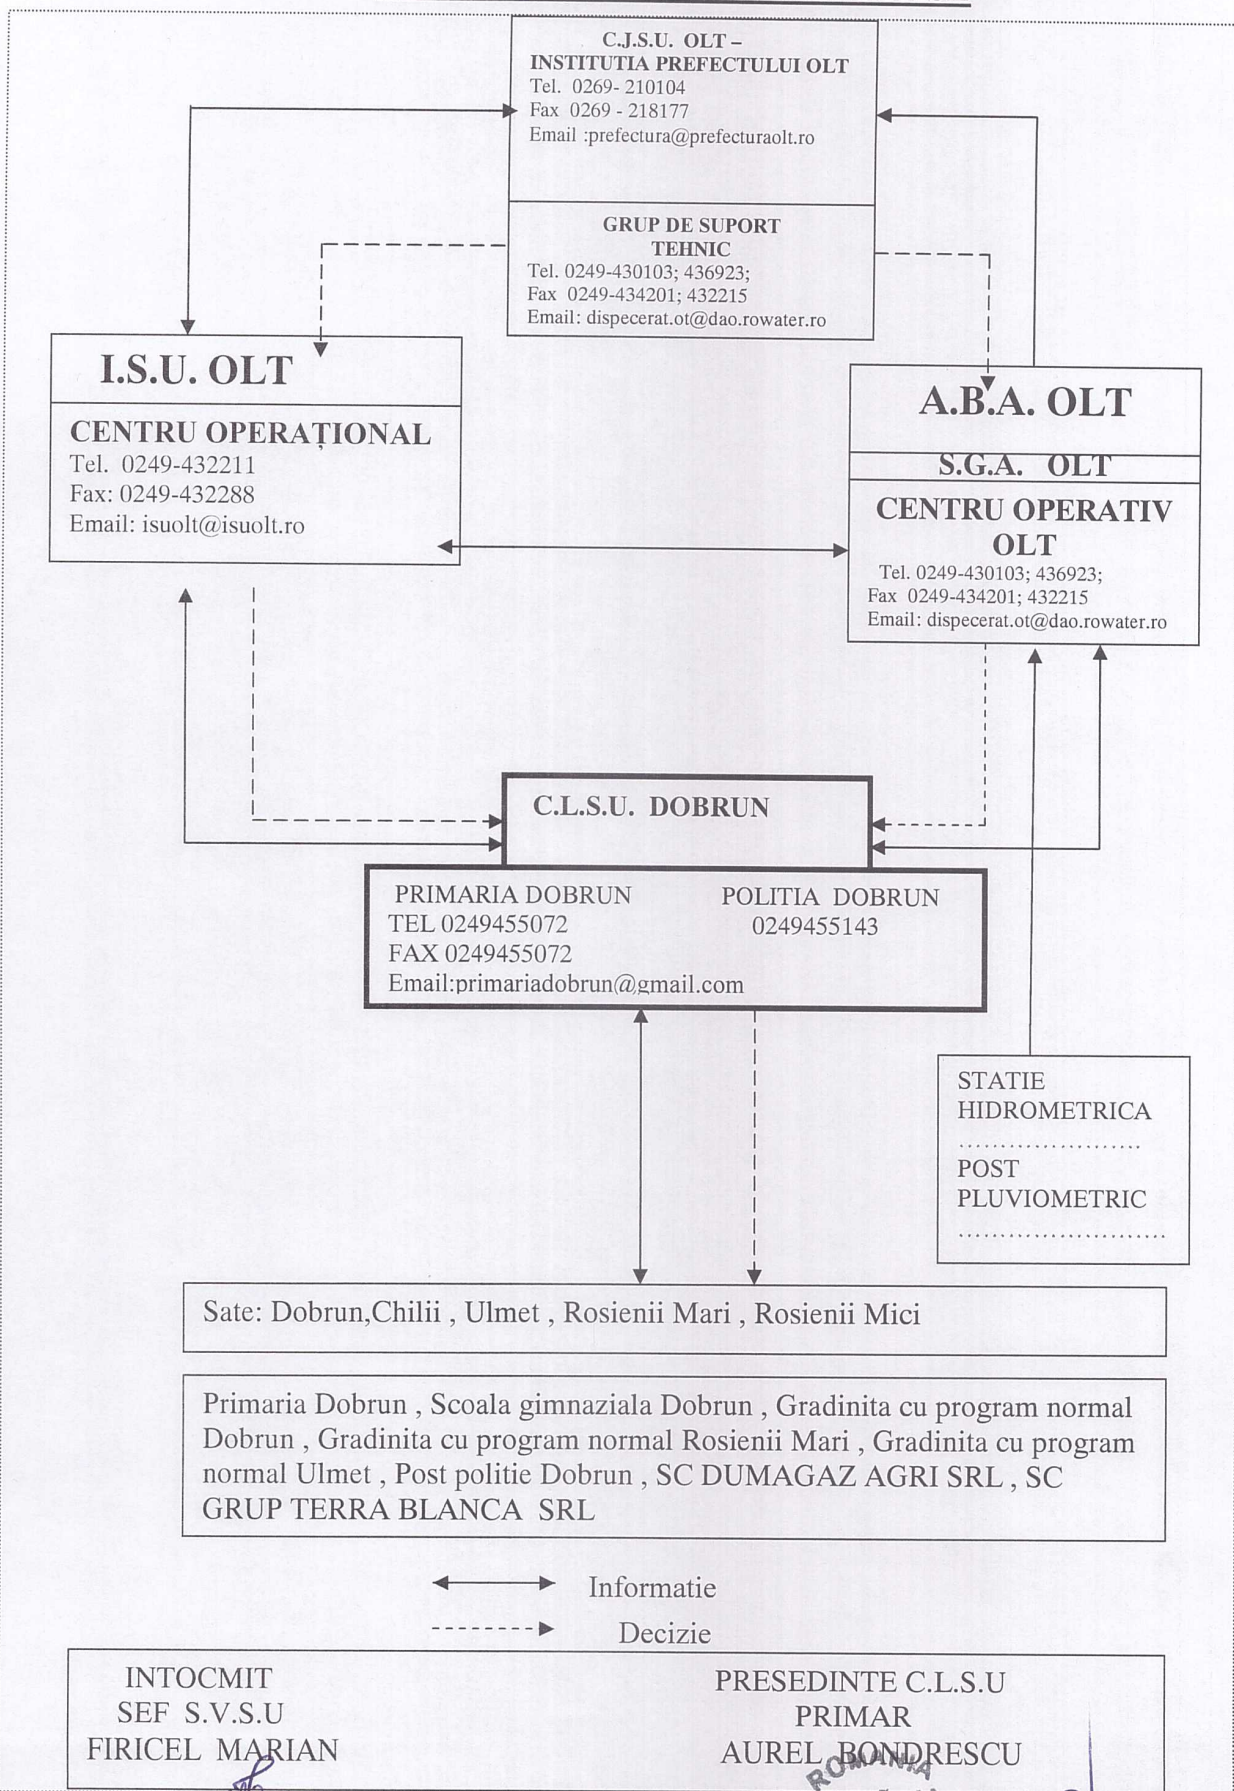 C.J.S.U. OLT –
INSTITUTIA PREFECTULUI OLT
Tel. 0269- 210104
Fax 0269 - 218177
Email :prefectura@prefecturaolt.ro
GRUP DE SUPORT
TEHNIC
Tel. 0249-430103; 436923;
Fax 0249-434201; 432215
Email: dispecerat.ot@dao.rowater.ro
I.S.U. OLT
CENTRU OPERAȚIONAL
Tel. 0249-432211
Fax: 0249-432288
Email: isuolt@isuolt.ro
A.B.A. OLT
S.G.A. OLT
CENTRU OPERATIV
OLT
Tel. 0249-430103; 436923;
Fax 0249-434201; 432215
Email: dispecerat.ot@dao.rowater.ro
C.L.S.U. DOBRUN
PRIMARIA DOBRUN
TEL 0249455072
FAX 0249455072
Email:primariadobrun@gmail.com
POLITIA DOBRUN
0249455143
STATIE
HIDROMETRICA
......................
POST
PLUVIOMETRIC
.........................
Sate: Dobrun,Chilii , Ulmet , Rosienii Mari , Rosienii Mici
Primaria Dobrun , Scoala gimnaziala Dobrun , Gradinita cu program normal
Dobrun , Gradinita cu program normal Rosienii Mari , Gradinita cu program
normal Ulmet , Post politie Dobrun , SC DUMAGAZ AGRI SRL , SC
GRUP TERRA BLANCA SRL
Informatie
Decizie
INTOCMIT
SEF S.V.S.U
FIRICEL MARIAN
PRESEDINTE C.L.S.U
PRIMAR
AUREL BONDRESCU
ROMANIA